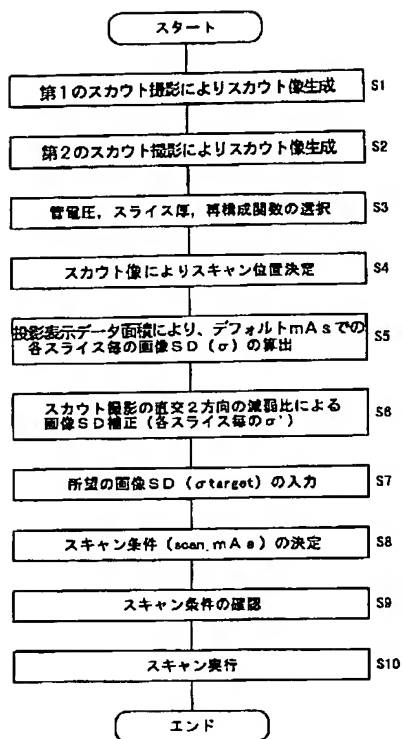 スタート
第1のスカウト撮影によりスカウト像生成 S1
第2のスカウト撮影によりスカウト像生成 S2
管電圧，スライス厚，再構成関数の選択 S3
スカウト像によりスキャン位置決定 S4
投影表示データ面積により、デフォルトmAsでの
各スライス毎の画像SD（σ）の算出 S5
スカウト撮影の直交2方向の減弱比による
画像SD補正（各スライス毎のσ'） S6
所望の画像SD（σtarget）の入力 S7
スキャン条件（scan.mAs）の決定 S8
スキャン条件の確認 S9
スキャン実行 S10
エンド